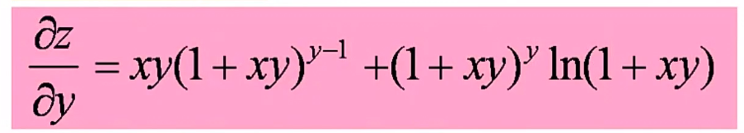 ∂z/∂y = xy(1 + xy)^{y−1} + (1 + xy)^y ln(1 + xy)